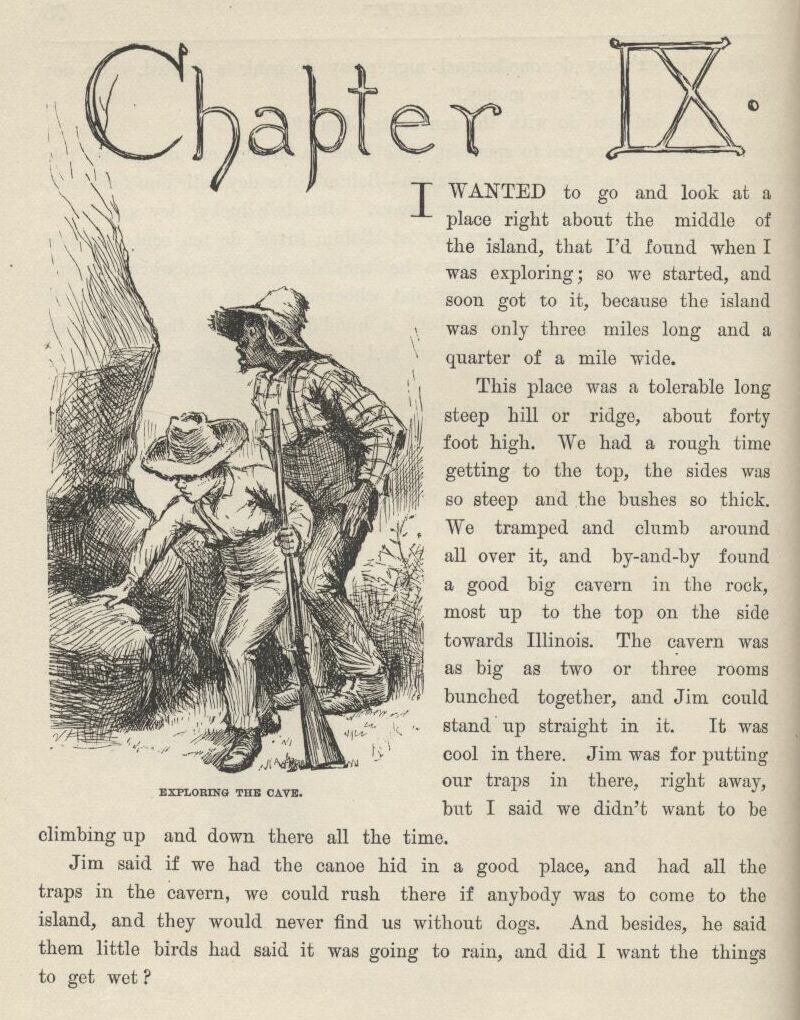 Chapter IX.
I WANTED to go and look at a
place right about the middle of
the island, that I'd found when I
was exploring; so we started, and
soon got to it, because the island
was only three miles long and a
quarter of a mile wide.
This place was a tolerable long
steep hill or ridge, about forty
foot high. We had a rough time
getting to the top, the sides was
so steep and the bushes so thick.
We tramped and clumb around
all over it, and by-and-by found
a good big cavern in the rock,
most up to the top on the side
towards Illinois. The cavern was
as big as two or three rooms
bunched together, and Jim could
stand up straight in it. It was
cool in there. Jim was for putting
our traps in there, right away,
but I said we didn't want to be
climbing up and down there all the time.
Jim said if we had the canoe hid in a good place, and had all the
traps in the cavern, we could rush there if anybody was to come to the
island, and they would never find us without dogs. And besides, he said
them little birds had said it was going to rain, and did I want the things
to get wet?
EXPLORING THE CAVE.